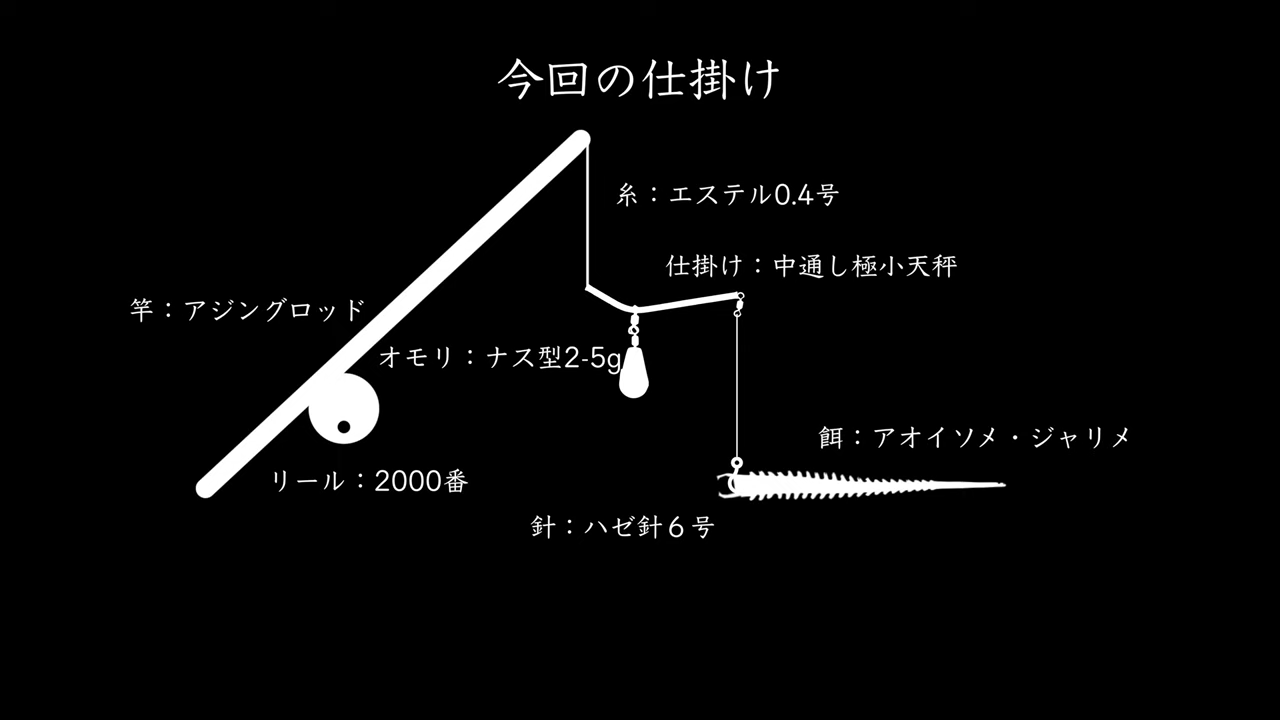 今回の仕掛け
糸：エステル0.4号
仕掛け：中通し極小天秤
竿：アジングロッド
オモリ：ナス型2-5g
餌：アオイソメ・ジャリメ
リール：2000番
針：ハゼ針６号